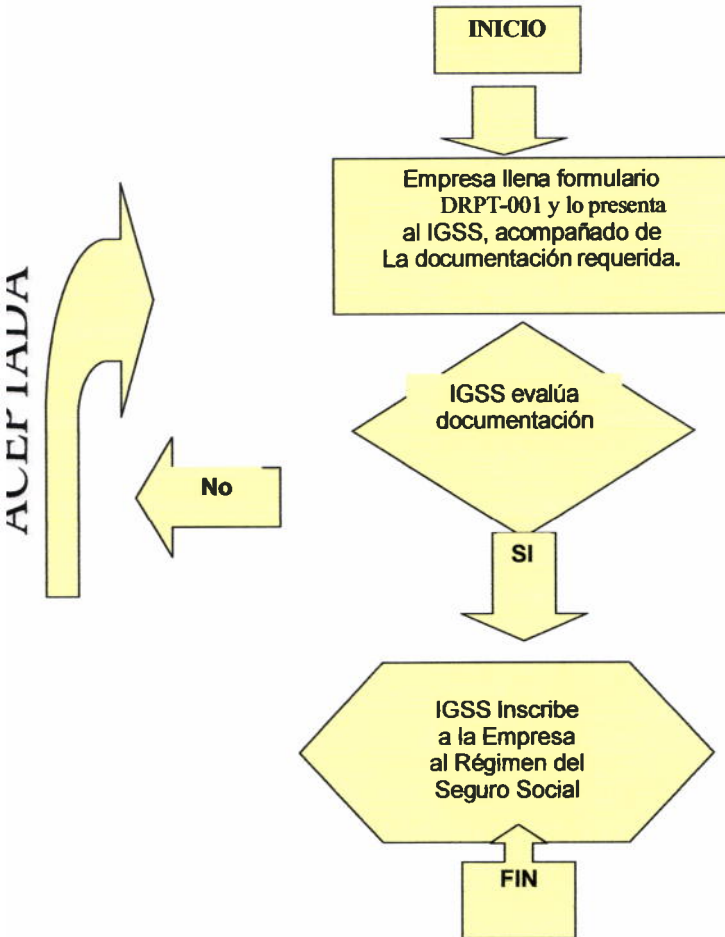 INICIO
Empresa llena formulario
DRPT-001 y lo presenta
al IGSS, acompañado de
La documentación requerida.
ACEPTADA
IGSS evalúa
documentación
No
SI
IGSS Inscribe
a la Empresa
al Régimen del
Seguro Social
FIN